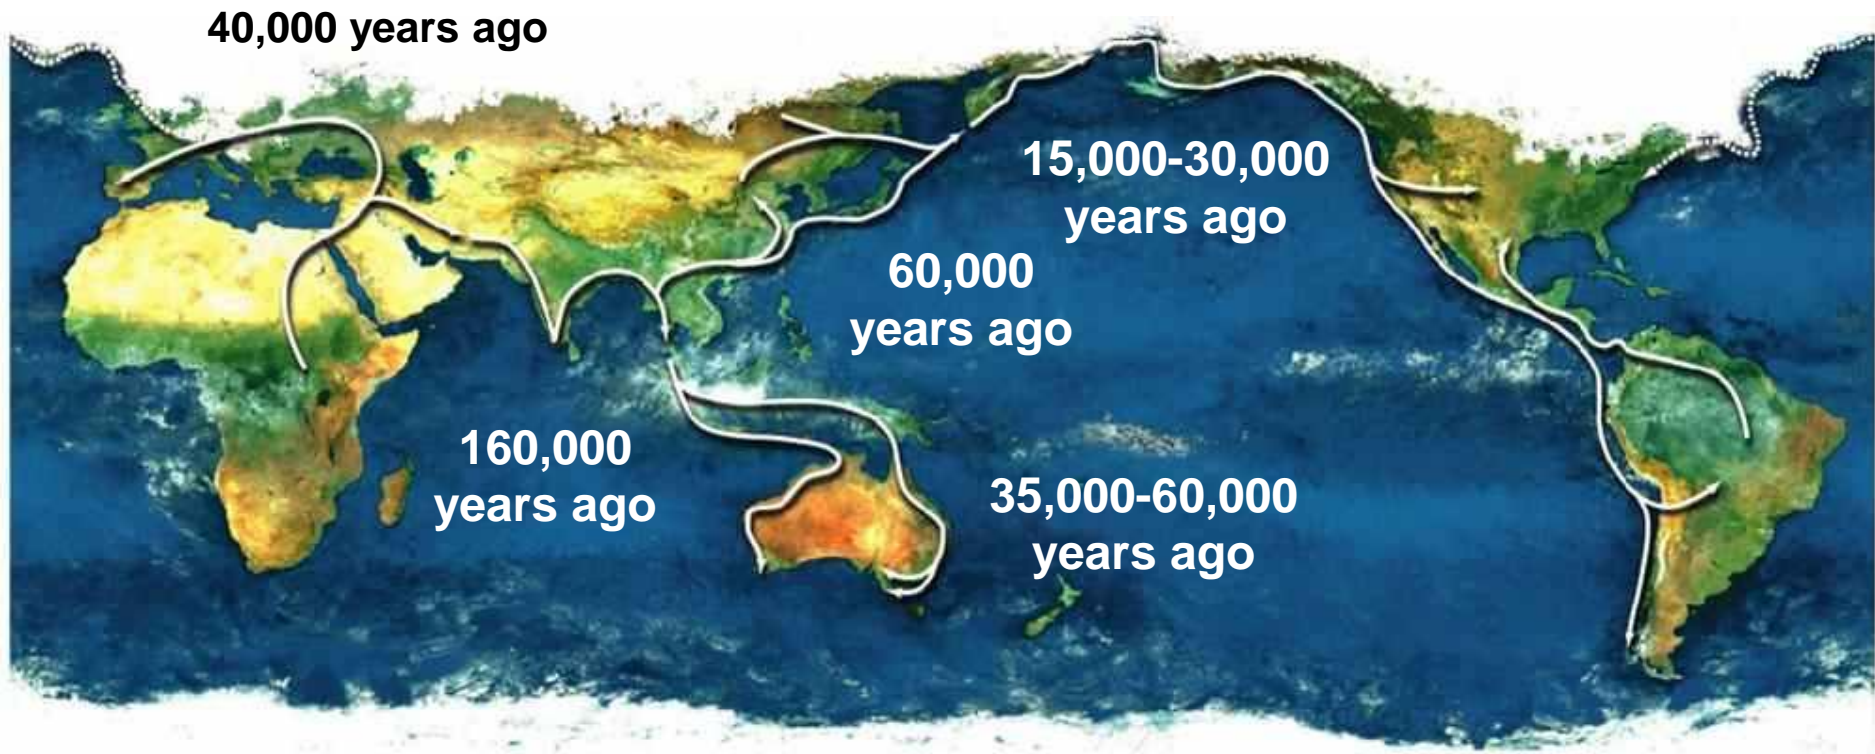 40,000 years ago
15,000-30,000
years ago
60,000
years ago
160,000
years ago
35,000-60,000
years ago